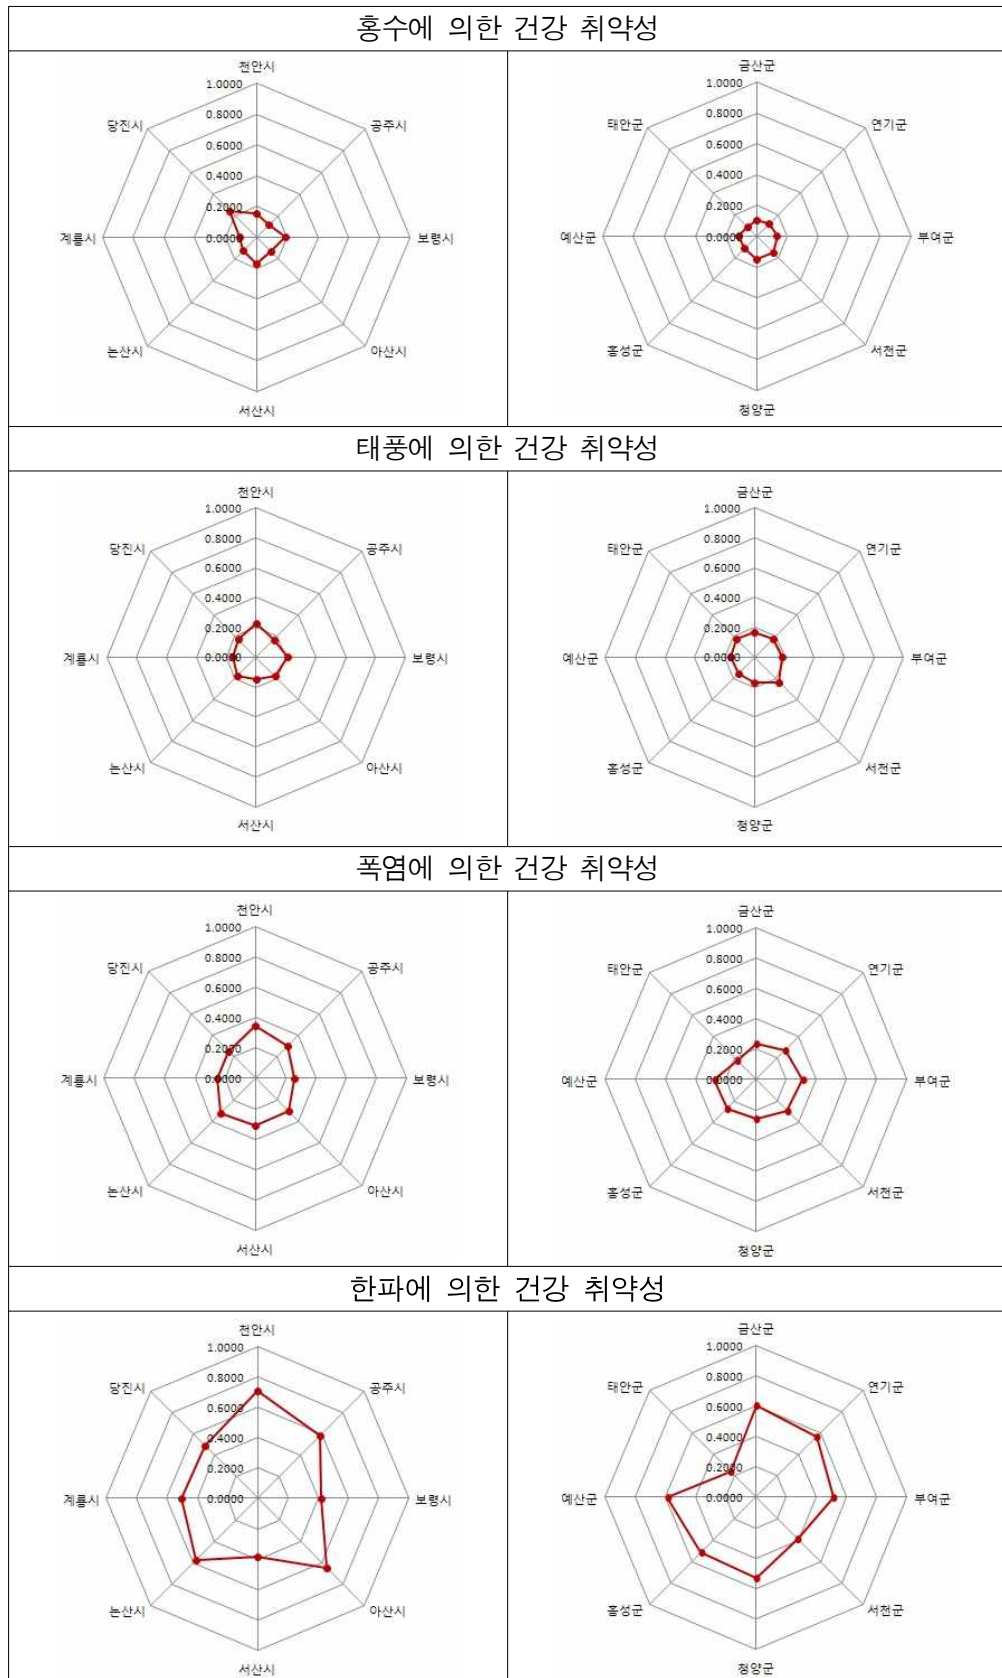 홍수에 의한 건강 취약성
천안시
1.0000
0.8000
0.6000
0.4000
0.2000
0.0000
공주시
보령시
아산시
서산시
논산시
계룡시
당진시
금산군
1.0000
0.8000
0.6000
0.4000
0.2000
0.0000
연기군
부여군
서천군
청양군
홍성군
예산군
태안군
태풍에 의한 건강 취약성
천안시
1.0000
0.8000
0.6000
0.4000
0.2000
0.0000
공주시
보령시
아산시
서산시
논산시
계룡시
당진시
금산군
1.0000
0.8000
0.6000
0.4000
0.2000
0.0000
연기군
부여군
서천군
청양군
홍성군
예산군
태안군
폭염에 의한 건강 취약성
천안시
1.0000
0.8000
0.6000
0.4000
0.2000
0.0000
공주시
보령시
아산시
서산시
논산시
계룡시
당진시
금산군
1.0000
0.8000
0.6000
0.4000
0.2000
0.0000
연기군
부여군
서천군
청양군
홍성군
예산군
태안군
한파에 의한 건강 취약성
천안시
1.0000
0.8000
0.6000
0.4000
0.2000
0.0000
공주시
보령시
아산시
서산시
논산시
계룡시
당진시
금산군
1.0000
0.8000
0.6000
0.4000
0.2000
0.0000
연기군
부여군
서천군
청양군
홍성군
예산군
태안군